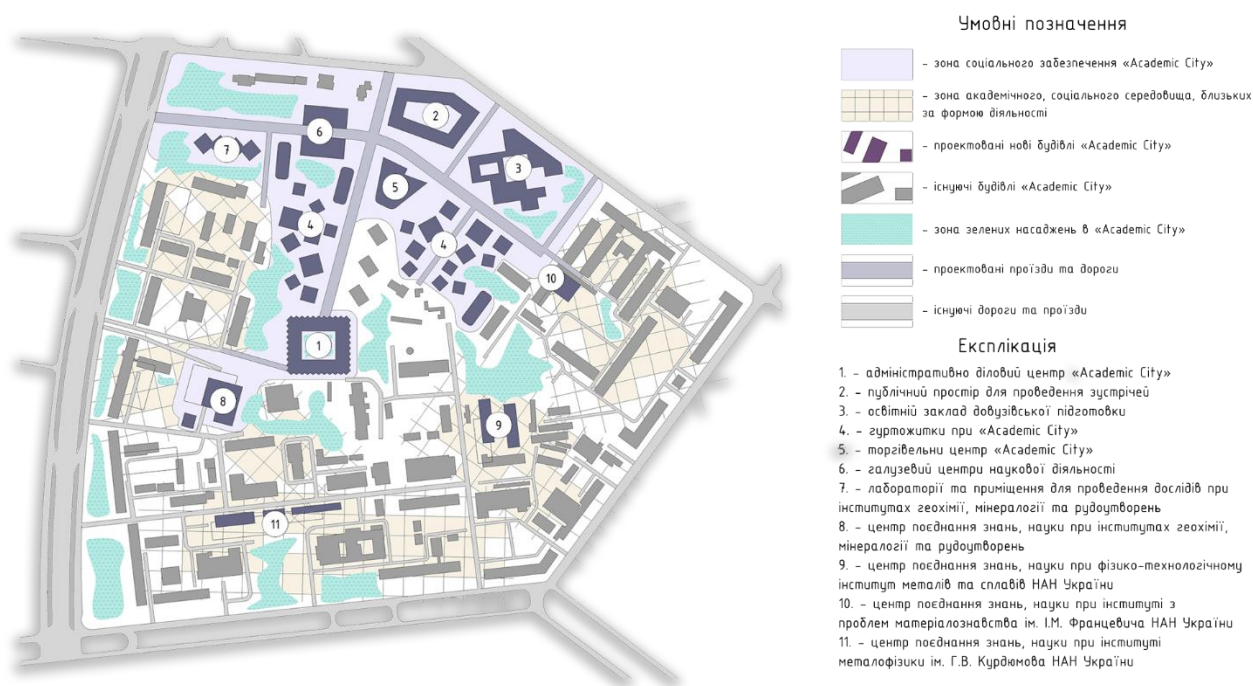 Умовні позначення
– зона соціального забезпечення «Academic City»
– зона академічного, соціального середовища, близьких
за формою діяльності
– проектовані нові будівлі «Academic City»
– існуючі будівлі «Academic City»
– зона зелених насаджень в «Academic City»
– проектовані проїзди та дороги
– існуючі дороги та проїзди
Експлікація
1. – адміністративно діловий центр «Academic City»
2. – публічний простір для проведення зустрічей
3. – освітній заклад довузівської підготовки
4. – гуртожитки при «Academic City»
5. – торгівельни центр «Academic City»
6. – галузевий центри наукової діяльності
7. – лабораторії та приміщення для проведення дослідів при
інститутах геохімії, мінералогії та рудоутворень
8. – центр поєднання знань, науки при інститутах геохімії,
мінералогії та рудоутворень
9. – центр поєднання знань, науки при фізико-технологічному
інститут металів та сплавів НАН України
10. – центр поєднання знань, науки при інституті з
проблем матеріалознавства ім. І.М. Францевича НАН України
11. – центр поєднання знань, науки при інституті
металофізики ім. Г.В. Курдюмова НАН України
2
6
7
3
5
4
4
10
1
8
9
11